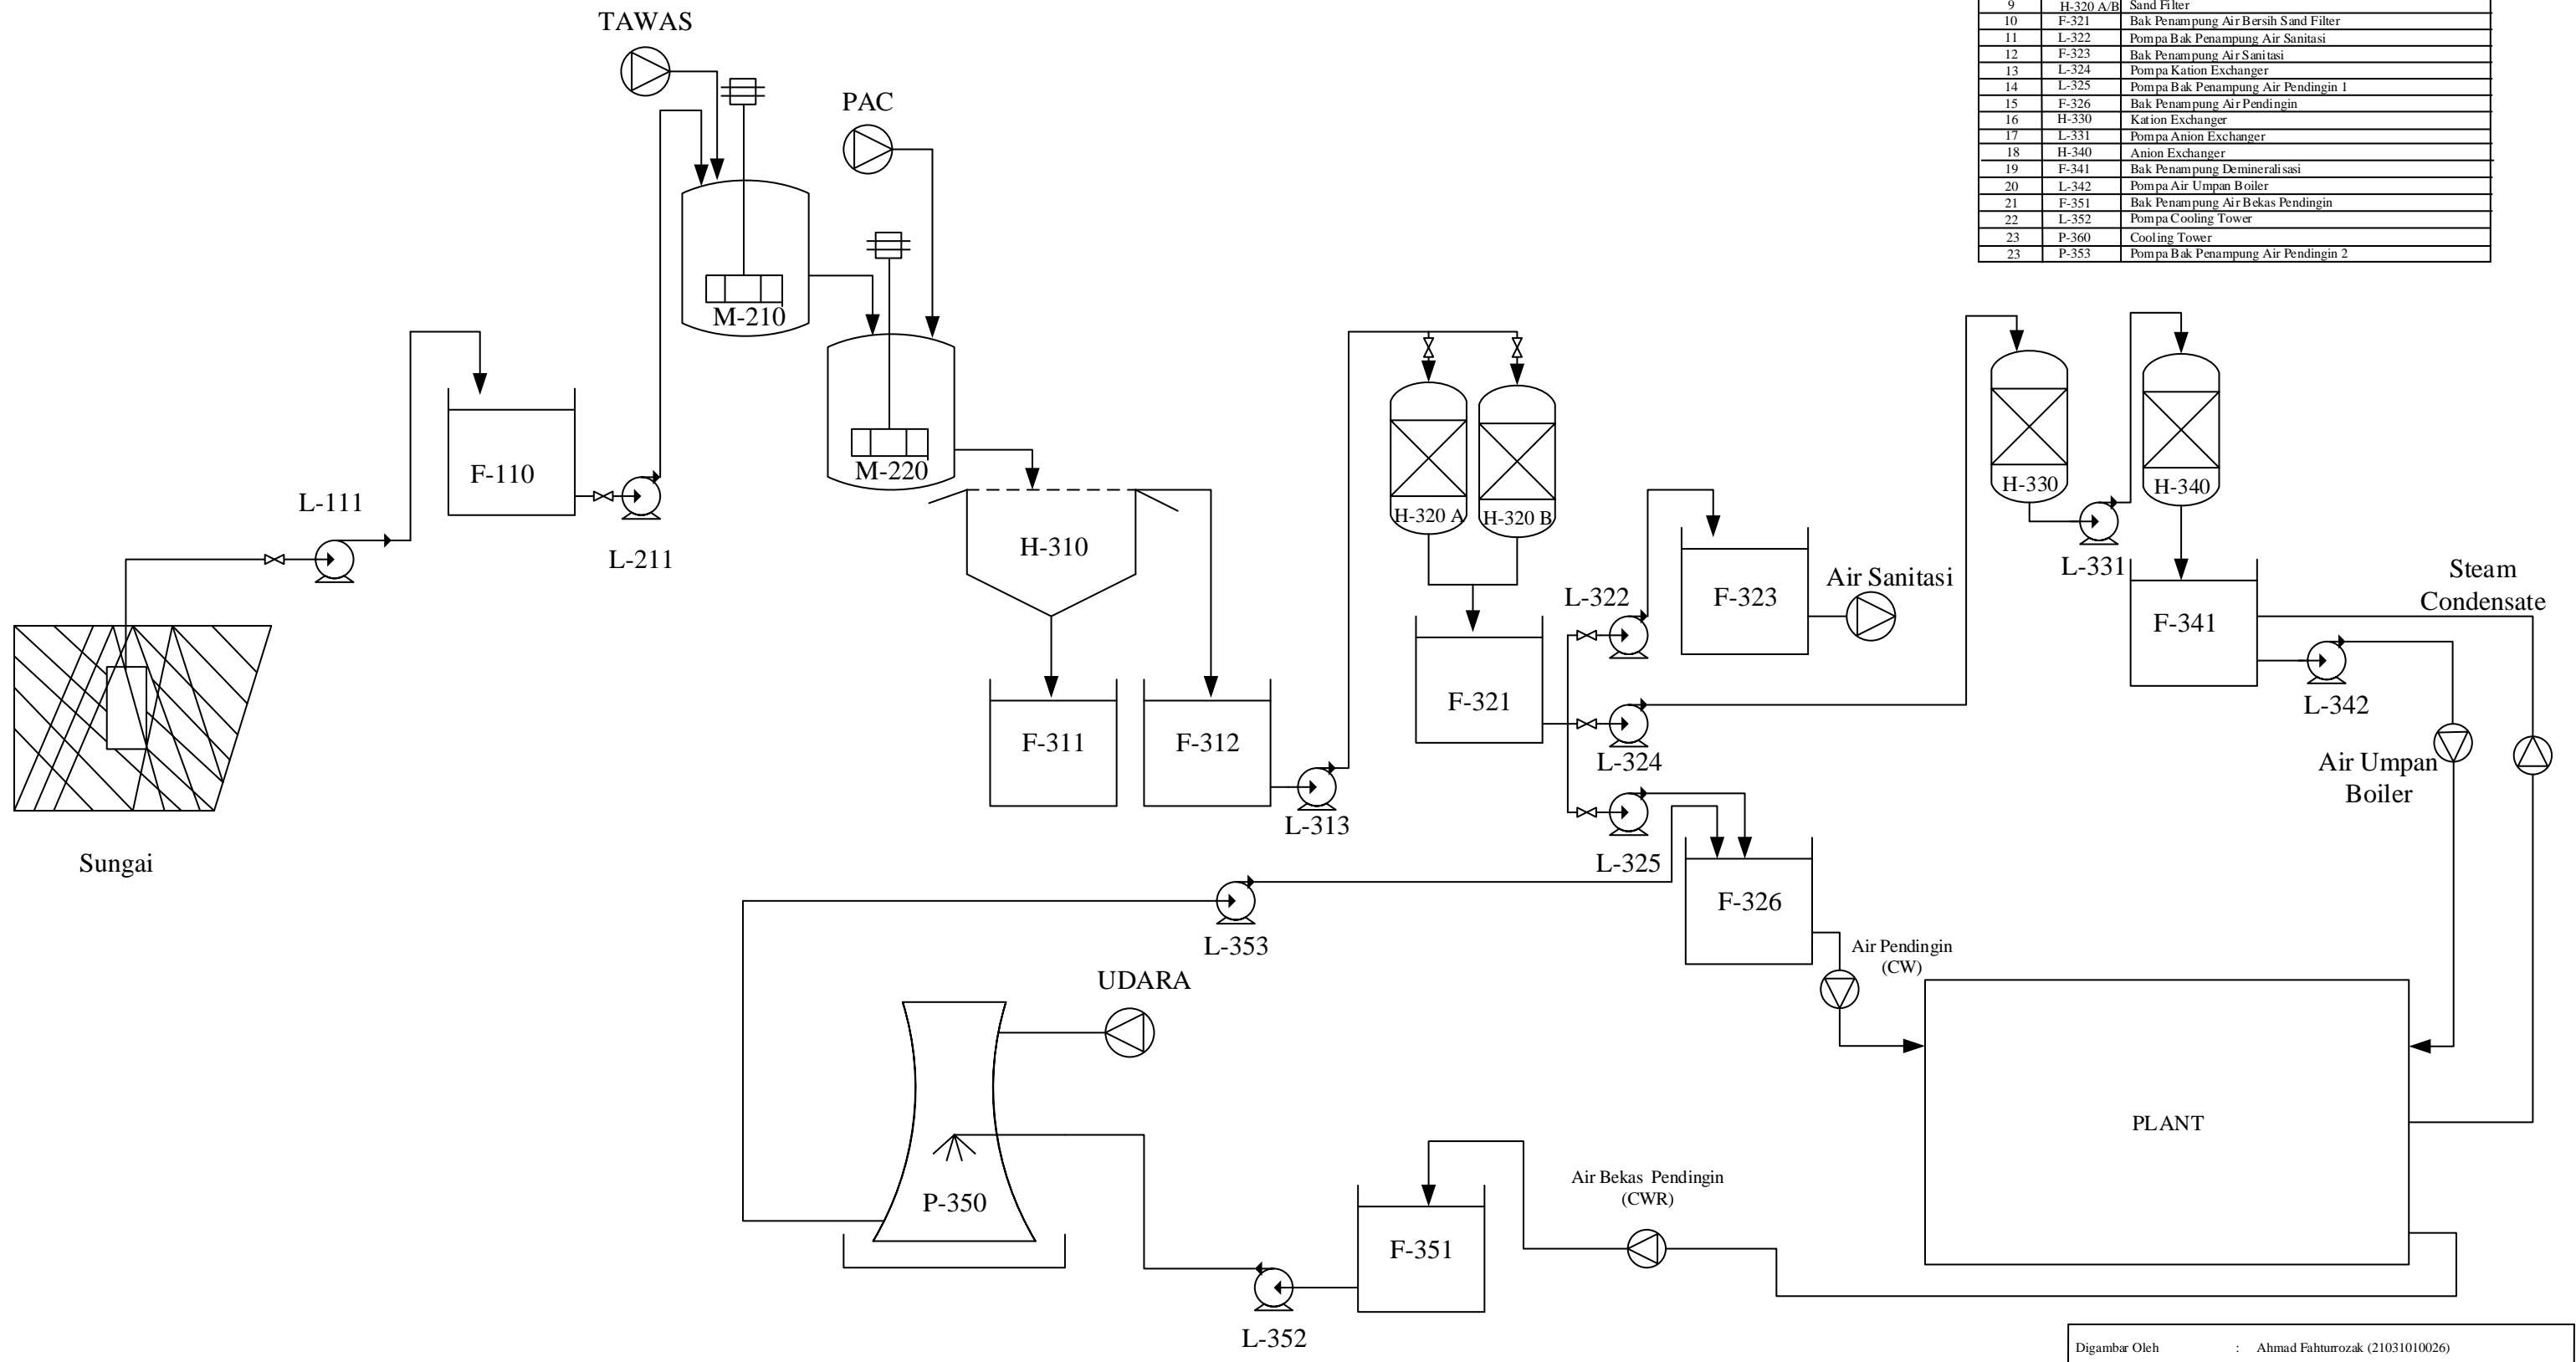 TAWAS
PAC
9 H-320 A/B Sand Filter
10 F-321 Bak Penampung Air Bersih Sand Filter
11 L-322 Pompa Bak Penampung Air Sanitasi
12 F-323 Bak Penampung Air Sanitasi
13 L-324 Pompa Kation Exchanger
14 L-325 Pompa Bak Penampung Air Pendingin 1
15 F-326 Bak Penampung Air Pendingin
16 H-330 Kation Exchanger
17 L-331 Pompa Anion Exchanger
18 H-340 Anion Exchanger
19 F-341 Bak Penampung Demineralisasi
20 L-342 Pompa Air Umpan Boiler
21 F-351 Bak Penampung Air Bekas Pendingin
22 L-352 Pompa Cooling Tower
23 P-360 Cooling Tower
23 P-353 Pompa Bak Penampung Air Pendingin 2
M-210
M-220
F-110
L-111
L-211
H-310
Sungai
F-311
F-312
L-313
H-320 A
H-320 B
F-321
L-322
F-323
Air Sanitasi
L-324
L-325
F-326
H-330
L-331
H-340
F-341
Steam
Condensate
L-342
Air Umpan
Boiler
L-353
UDARA
Air Pendingin
(CW)
PLANT
P-350
Air Bekas Pendingin
(CWR)
F-351
L-352
Digambar Oleh : Ahmad Fahturrozak (21031010026)